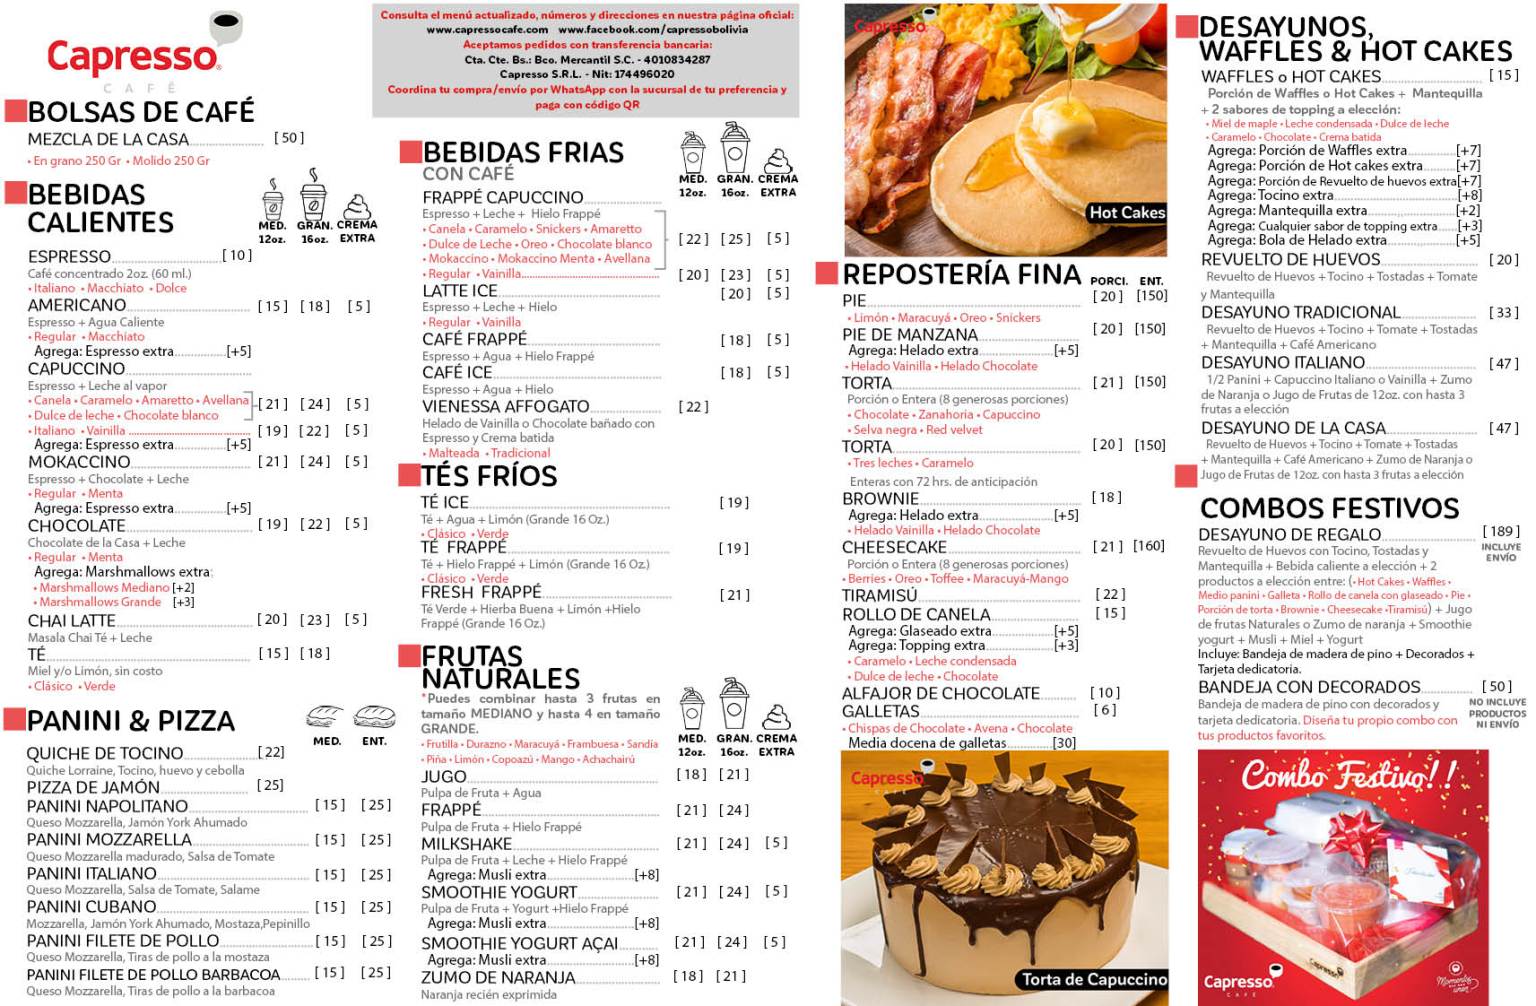 Capresso
CAFÉ
Consulta el menú actualizado, números y direcciones en nuestra página oficial:
www.capressocafe.com www.facebook.com/capressobolivia
Aceptamos pedidos con transferencia bancaria:
Cta. Cte. Bs.: Bco. Mercantil S.C. - 4010834287
Capresso S.R.L. - Nit: 174496020
Coordina tu compra/envío por WhatsApp con la sucursal de tu preferencia y
paga con código QR
BOLSAS DE CAFÉ
MEZCLA DE LA CASA [ 50 ]
• En grano 250 Gr • Molido 250 Gr
BEBIDAS
CALIENTES
MED. GRAN. CREMA
12oz. 16oz. EXTRA
ESPRESSO [ 10 ]
Café concentrado 2oz. (60 ml.)
• Italiano • Macchiato • Dolce
AMERICANO [ 15 ] [ 18 ] [ 5 ]
Espresso + Agua Caliente
• Regular • Macchiato
Agrega: Espresso extra [+5]
CAPUCCINO
Espresso + Leche al vapor
• Canela • Caramelo • Amaretto • Avellana
• Dulce de leche • Chocolate blanco
[ 21 ] [ 24 ] [ 5 ]
• Italiano • Vainilla [ 19 ] [ 22 ] [ 5 ]
Agrega: Espresso extra [+5]
MOKACCINO [ 21 ] [ 24 ] [ 5 ]
Espresso + Chocolate + Leche
• Regular • Menta
Agrega: Espresso extra [+5]
CHOCOLATE [ 19 ] [ 22 ] [ 5 ]
Chocolate de la Casa + Leche
• Regular • Menta
Agrega: Marshmallows extra:
• Marshmallows Mediano [+2]
• Marshmallows Grande [+3]
CHAI LATTE [ 20 ] [ 23 ] [ 5 ]
Masala Chai Té + Leche
TÉ [ 15 ] [ 18 ]
Miel y/o Limón, sin costo
• Clásico • Verde
PANINI & PIZZA
MED. ENT.
QUICHE DE TOCINO [ 22]
Quiche Lorraine, Tocino, huevo y cebolla
PIZZA DE JAMÓN [ 25]
PANINI NAPOLITANO [ 15 ] [ 25 ]
Queso Mozzarella, Jamón York Ahumado
PANINI MOZZARELLA [ 15 ] [ 25 ]
Queso Mozzarella madurado, Salsa de Tomate
PANINI ITALIANO [ 15 ] [ 25 ]
Queso Mozzarella, Salsa de Tomate, Salame
PANINI CUBANO [ 15 ] [ 25 ]
Mozzarella, Jamón York Ahumado, Mostaza,Pepinillo
PANINI FILETE DE POLLO [ 15 ] [ 25 ]
Queso Mozzarella, Tiras de pollo a la mostaza
PANINI FILETE DE POLLO BARBACOA [ 15 ] [ 25 ]
Queso Mozzarella, Tiras de pollo a la barbacoa
BEBIDAS FRIAS
CON CAFÉ
MED. GRAN. CREMA
12oz. 16oz. EXTRA
FRAPPÉ CAPUCCINO
Espresso + Leche + Hielo Frappé
• Canela • Caramelo • Snickers • Amaretto
• Dulce de Leche • Oreo • Chocolate blanco
• Mokaccino • Mokaccino Menta • Avellana
[ 22 ] [ 25 ] [ 5 ]
• Regular • Vainilla [ 20 ] [ 23 ] [ 5 ]
LATTE ICE [ 20 ] [ 5 ]
Espresso + Leche + Hielo
• Regular • Vainilla
CAFÉ FRAPPÉ [ 18 ] [ 5 ]
Espresso + Agua + Hielo Frappé
CAFÉ ICE [ 18 ] [ 5 ]
Espresso + Agua + Hielo
VIENESSA AFFOGATO [ 22 ]
Helado de Vainilla o Chocolate bañado con
Espresso y Crema batida
• Malteada • Tradicional
TÉS FRÍOS
TÉ ICE [ 19 ]
Té + Agua + Limón (Grande 16 Oz.)
• Clásico • Verde
TÉ FRAPPÉ [ 19 ]
Té + Hielo Frappé + Limón (Grande 16 Oz.)
• Clásico • Verde
FRESH FRAPPÉ [ 21 ]
Té Verde + Hierba Buena + Limón +Hielo
Frappé (Grande 16 Oz.)
FRUTAS
NATURALES
*Puedes combinar hasta 3 frutas en
tamaño MEDIANO y hasta 4 en tamaño
GRANDE.
MED. GRAN. CREMA
12oz. 16oz. EXTRA
• Frutilla • Durazno • Maracuyá • Frambuesa • Sandía
• Piña • Limón • Copoazú • Mango • Achachairú
JUGO [ 18 ] [ 21 ]
Pulpa de Fruta + Agua
FRAPPÉ [ 21 ] [ 24 ]
Pulpa de Fruta + Hielo Frappé
MILKSHAKE [ 21 ] [ 24 ] [ 5 ]
Pulpa de Fruta + Leche + Hielo Frappé
Agrega: Musli extra [+8]
SMOOTHIE YOGURT [ 21 ] [ 24 ] [ 5 ]
Pulpa de Fruta + Yogurt +Hielo Frappé
Agrega: Musli extra [+8]
SMOOTHIE YOGURT AÇAI [ 21 ] [ 24 ] [ 5 ]
Agrega: Musli extra [+8]
ZUMO DE NARANJA [ 18 ] [ 21 ]
Naranja recién exprimida
Capresso
Hot Cakes
REPOSTERÍA FINA PORCI. ENT.
PIE [ 20 ] [150]
• Limón • Maracuyá • Oreo • Snickers
PIE DE MANZANA [ 20 ] [150]
Agrega: Helado extra [+5]
• Helado Vainilla • Helado Chocolate
TORTA [ 21 ] [150]
Porción o Entera (8 generosas porciones)
• Chocolate • Zanahoria • Capuccino
• Selva negra • Red velvet
TORTA [ 20 ] [150]
• Tres leches • Caramelo
Enteras con 72 hrs. de anticipación
BROWNIE [ 18 ]
Agrega: Helado extra [+5]
• Helado Vainilla • Helado Chocolate
CHEESECAKE [ 21 ] [160]
Porción o Entera (8 generosas porciones)
• Berries • Oreo • Toffee • Maracuyá-Mango
TIRAMISÚ [ 22 ]
ROLLO DE CANELA [ 15 ]
Agrega: Glaseado extra [+5]
Agrega: Topping extra [+3]
• Caramelo • Leche condensada
• Dulce de leche • Chocolate
ALFAJOR DE CHOCOLATE [ 10 ]
GALLETAS [ 6 ]
• Chispas de Chocolate • Avena • Chocolate
Media docena de galletas [30]
Capresso
CAFÉ
Torta de Capuccino
DESAYUNOS,
WAFFLES & HOT CAKES
WAFFLES o HOT CAKES [ 15 ]
Porción de Waffles o Hot Cakes + Mantequilla
+ 2 sabores de topping a elección:
• Miel de maple • Leche condensada • Dulce de leche
• Caramelo • Chocolate • Crema batida
Agrega: Porción de Waffles extra [+7]
Agrega: Porción de Hot cakes extra [+7]
Agrega: Porción de Revuelto de huevos extra [+7]
Agrega: Tocino extra [+8]
Agrega: Mantequilla extra [+2]
Agrega: Cualquier sabor de topping extra [+3]
Agrega: Bola de Helado extra [+5]
REVUELTO DE HUEVOS [ 20 ]
Revuelto de Huevos + Tocino + Tostadas + Tomate
y Mantequilla
DESAYUNO TRADICIONAL [ 33 ]
Revuelto de Huevos + Tocino + Tomate + Tostadas
+ Mantequilla + Café Americano
DESAYUNO ITALIANO [ 47 ]
1/2 Panini + Capuccino Italiano o Vainilla + Zumo
de Naranja o Jugo de Frutas de 12oz. con hasta 3
frutas a elección
DESAYUNO DE LA CASA [ 47 ]
Revuelto de Huevos + Tocino + Tomate + Tostadas
+ Mantequilla + Café Americano + Zumo de Naranja o
Jugo de Frutas de 12oz. con hasta 3 frutas a elección
COMBOS FESTIVOS
DESAYUNO DE REGALO [ 189 ]
INCLUYE
ENVÍO
Revuelto de Huevos con Tocino, Tostadas y
Mantequilla + Bebida caliente a elección + 2
productos a elección entre: (• Hot Cakes • Waffles •
Medio panini • Galleta • Rollo de canela con glaseado • Pie •
Porción de torta • Brownie • Cheesecake •Tiramisú) + Jugo
de frutas Naturales o Zumo de naranja + Smoothie
yogurt + Musli + Miel + Yogurt
Incluye: Bandeja de madera de pino + Decorados +
Tarjeta dedicatoria.
BANDEJA CON DECORADOS [ 50 ]
NO INCLUYE
PRODUCTOS
NI ENVÍO
Bandeja de madera de pino con decorados y
tarjeta dedicatoria. Diseña tu propio combo con
tus productos favoritos.
Combo Festivo!!
Capresso
Capresso
CAFÉ
Momentos
que nos
unen